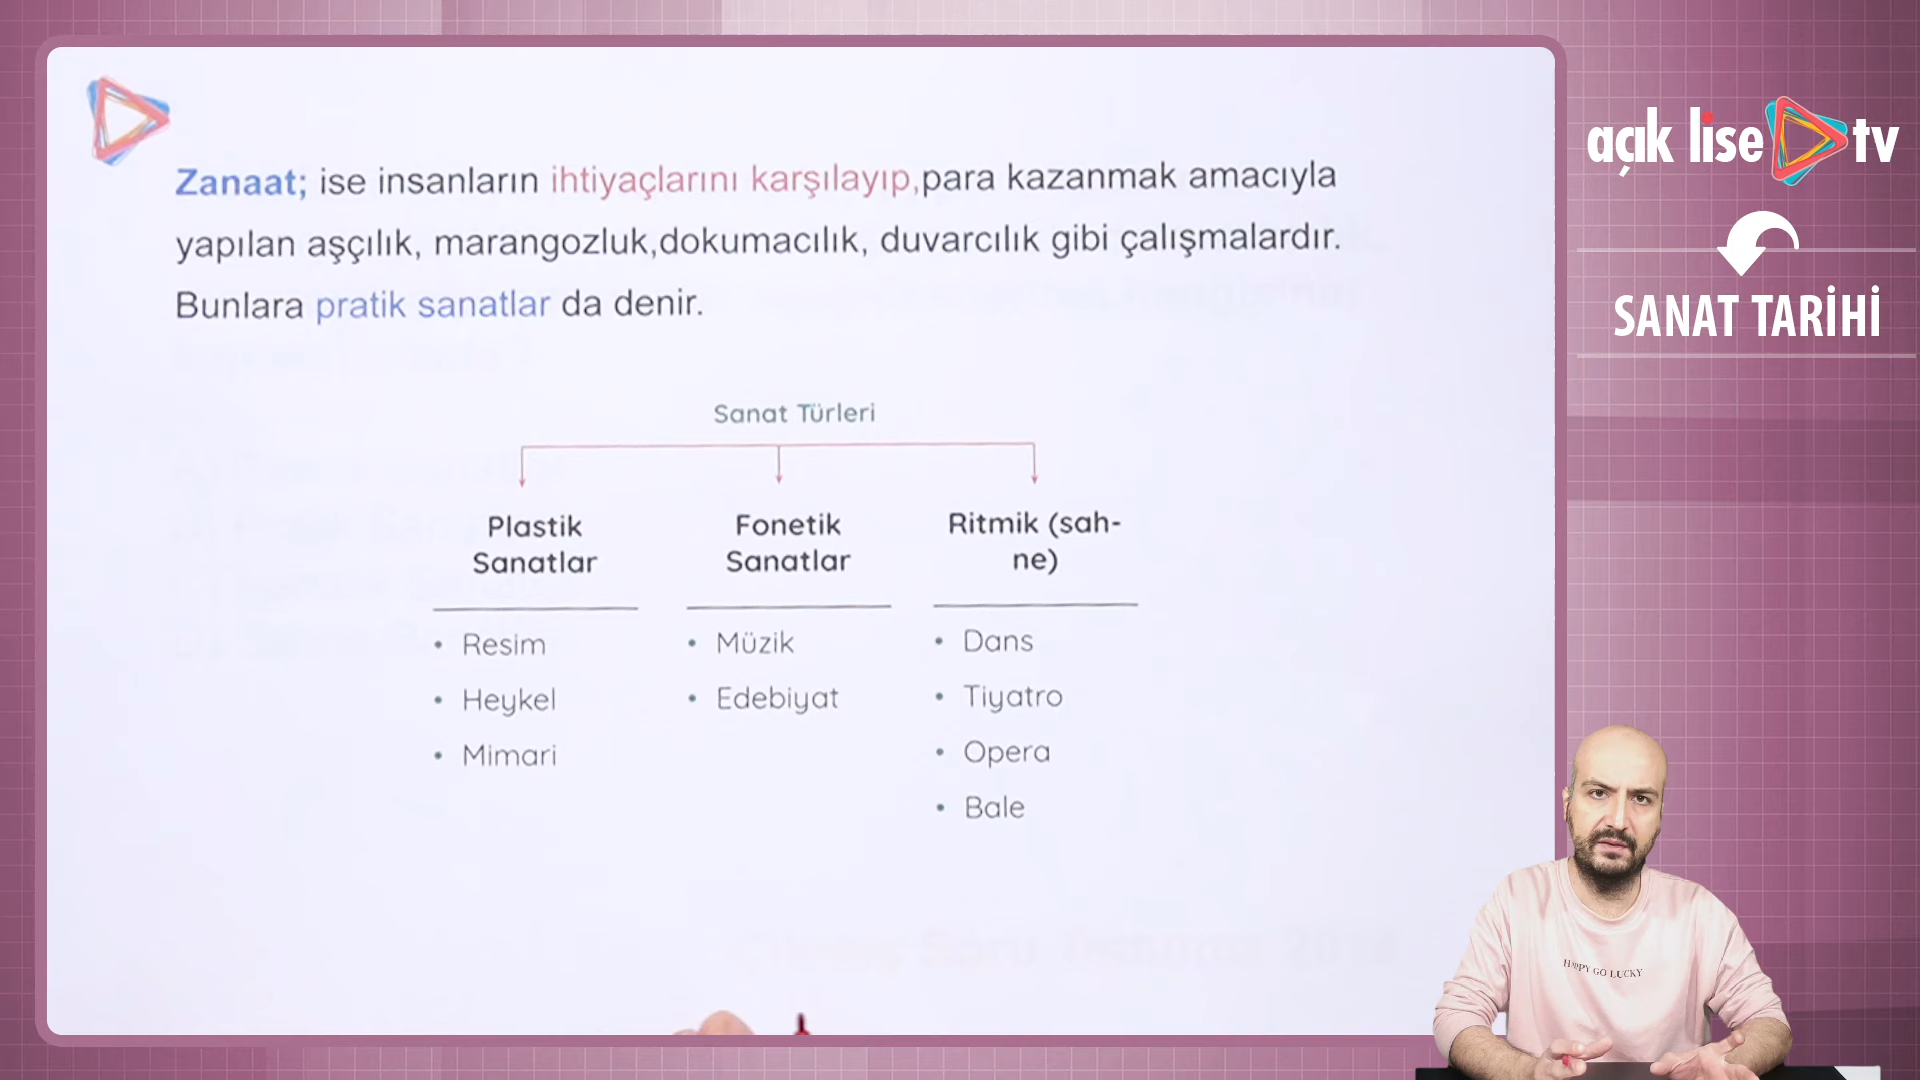 Zanaat; ise insanların ihtiyaçlarını karşılayıp,para kazanmak amacıyla
yapılan aşçılık, marangozluk,dokumacılık, duvarcılık gibi çalışmalardır.
Bunlara pratik sanatlar da denir.
Sanat Türleri
Plastik
Sanatlar
Fonetik
Sanatlar
Ritmik (sah-
ne)
• Resim
• Heykel
• Mimari
• Müzik
• Edebiyat
• Dans
• Tiyatro
• Opera
• Bale
açık lise tv
SANAT TARİHİ
HAPPY GO LUCKY